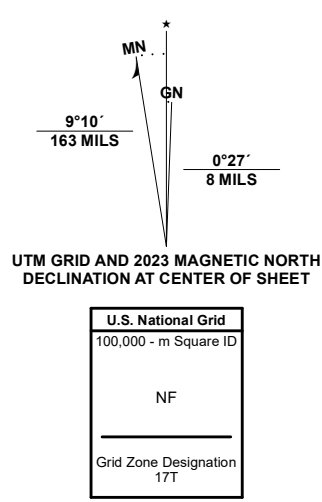 MN
GN
9°10´
163 MILS
0°27´
8 MILS
UTM GRID AND 2023 MAGNETIC NORTH
DECLINATION AT CENTER OF SHEET
U.S. National Grid
100,000 - m Square ID
NF
Grid Zone Designation
17T